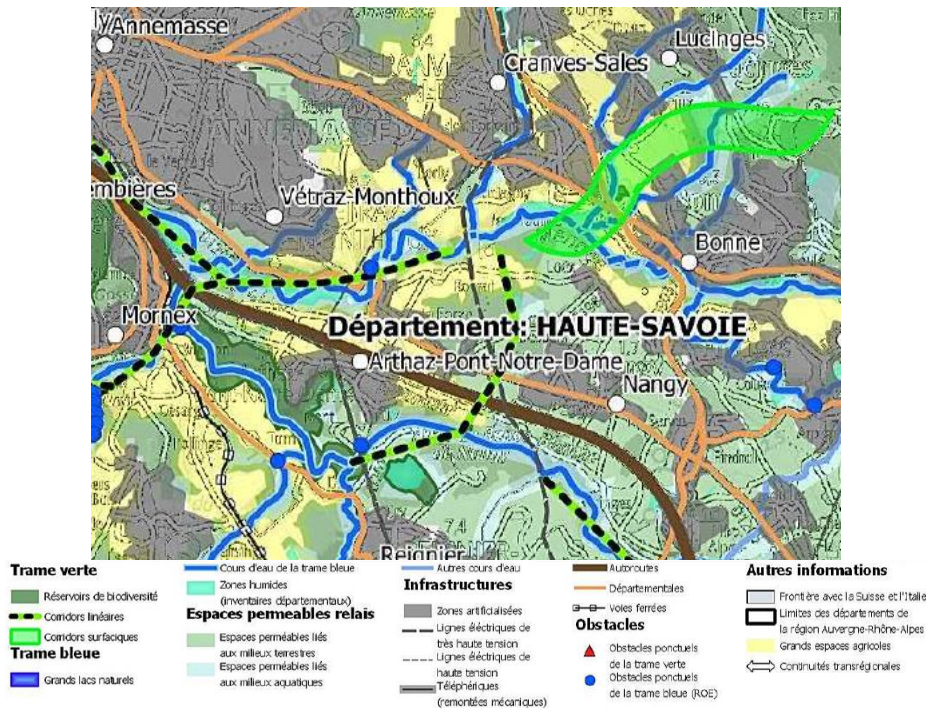 Annemasse
Lucinges
Cranves-Sales
ANNEMASSE
embières
Vétraz-Monthoux
Bonne
Mornex
Département : HAUTE-SAVOIE
Arthaz-Pont-Notre-Dame
Nangy
Reignier
7,4
Trame verte
Réservoirs de biodiversité
Corridors linéaires
Corridors surfaciques
Trame bleue
Grands lacs naturels
Cours d'eau de la trame bleue
Zones humides
(inventaires départementaux)
Espaces permeables relais
Espaces perméables liés
aux milieux terrestres
Espaces perméables liés
aux milieux aquatiques
Autres cours d'eau
Infrastructures
Zones artificialisées
Lignes électriques de
très haute tension
Lignes électriques de
haute tension
Téléphériques
(remontées mécaniques)
Autoroutes
Départementales
Voies ferrées
Obstacles
Obstacles ponctuels
de la trame verte
Obstacles ponctuels
de la trame bleue (ROE)
Autres informations
Frontière avec la Suisse et l'Italie
Limites des départements de
la région Auvergne-Rhône-Alpes
Grands espaces agricoles
Continuités transrégionales